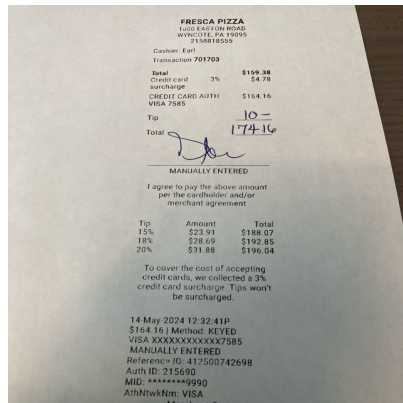 FRESCA PIZZA
1000 EASTON ROAD
WYNCOTE, PA 19095
2158818555
Cashier: Earl
Transaction 701703
Total $159.38
Credit card 3% $4.78
surcharge
CREDIT CARD AUTH $164.16
VISA 7585
Tip 10-
Total 174 16
MANUALLY ENTERED
I agree to pay the above amount
per the cardholder and/or
merchant agreement
Tip Amount Total
15% $23.91 $188.07
18% $28.69 $192.85
20% $31.88 $196.04
To cover the cost of accepting
credit cards, we collected a 3%
credit card surcharge. Tips won't
be surcharged.
14-May-2024 12:32:41P
$164.16 | Method: KEYED
VISA XXXXXXXXXXXX7585
MANUALLY ENTERED
Reference ID: 412500742698
Auth ID: 215690
MID: ********9990
AthNtwkNm: VISA